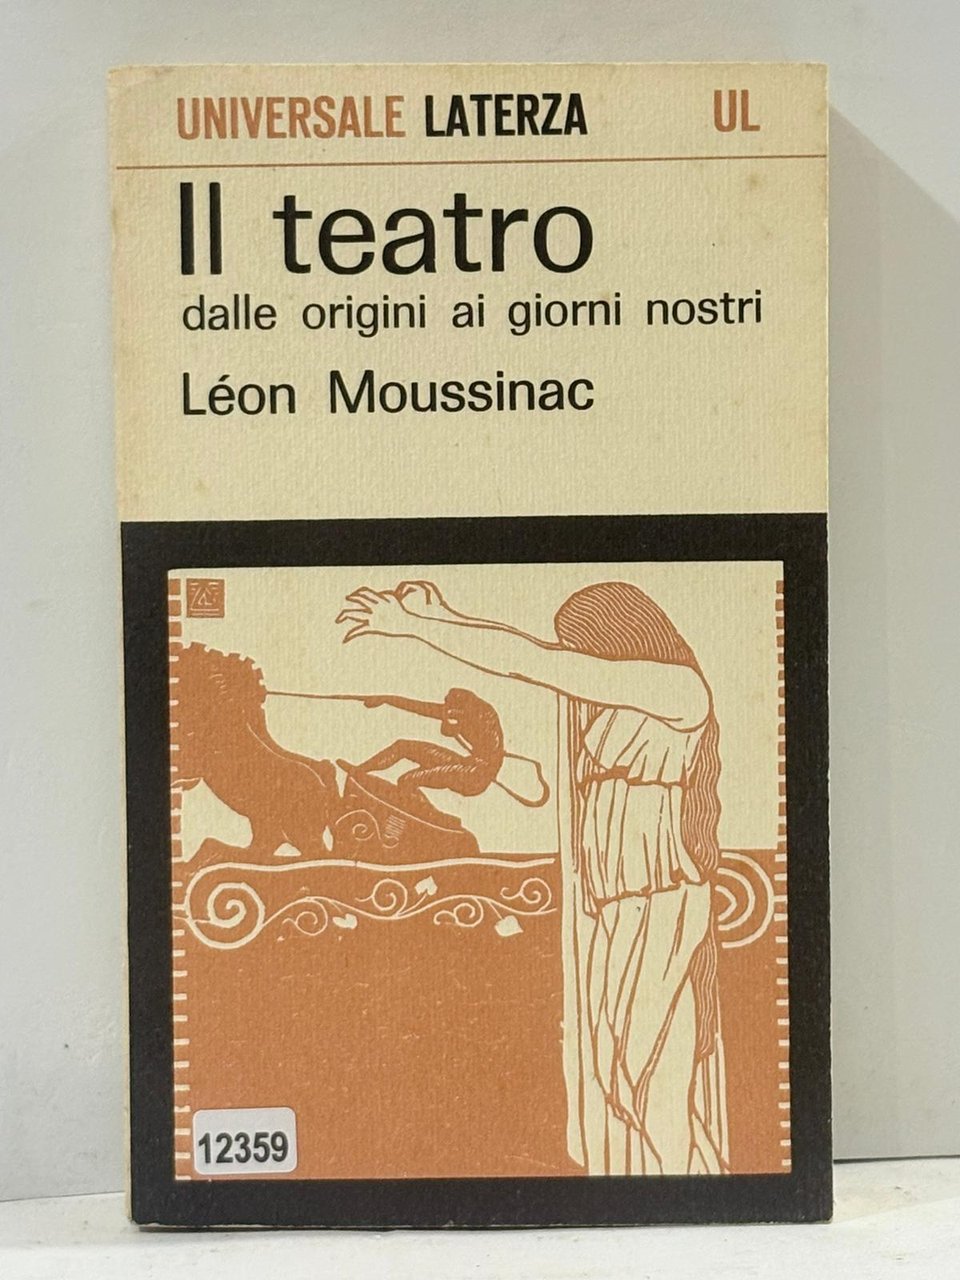 UNIVERSALE LATERZA UL
Il teatro
dalle origini ai giorni nostri
Léon Moussinac
12359